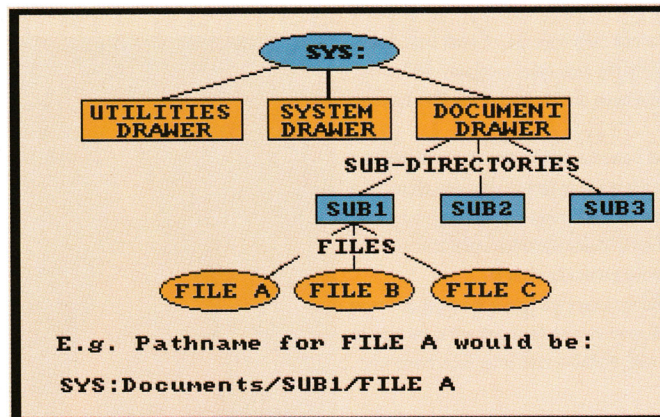 SYS:
UTILITIES
DRAWER
SYSTEM
DRAWER
DOCUMENT
DRAWER
SUB-DIRECTORIES
SUB1
SUB2
SUB3
FILES
FILE A
FILE B
FILE C
E.g. Pathname for FILE A would be:
SYS:Documents/SUB1/FILE A